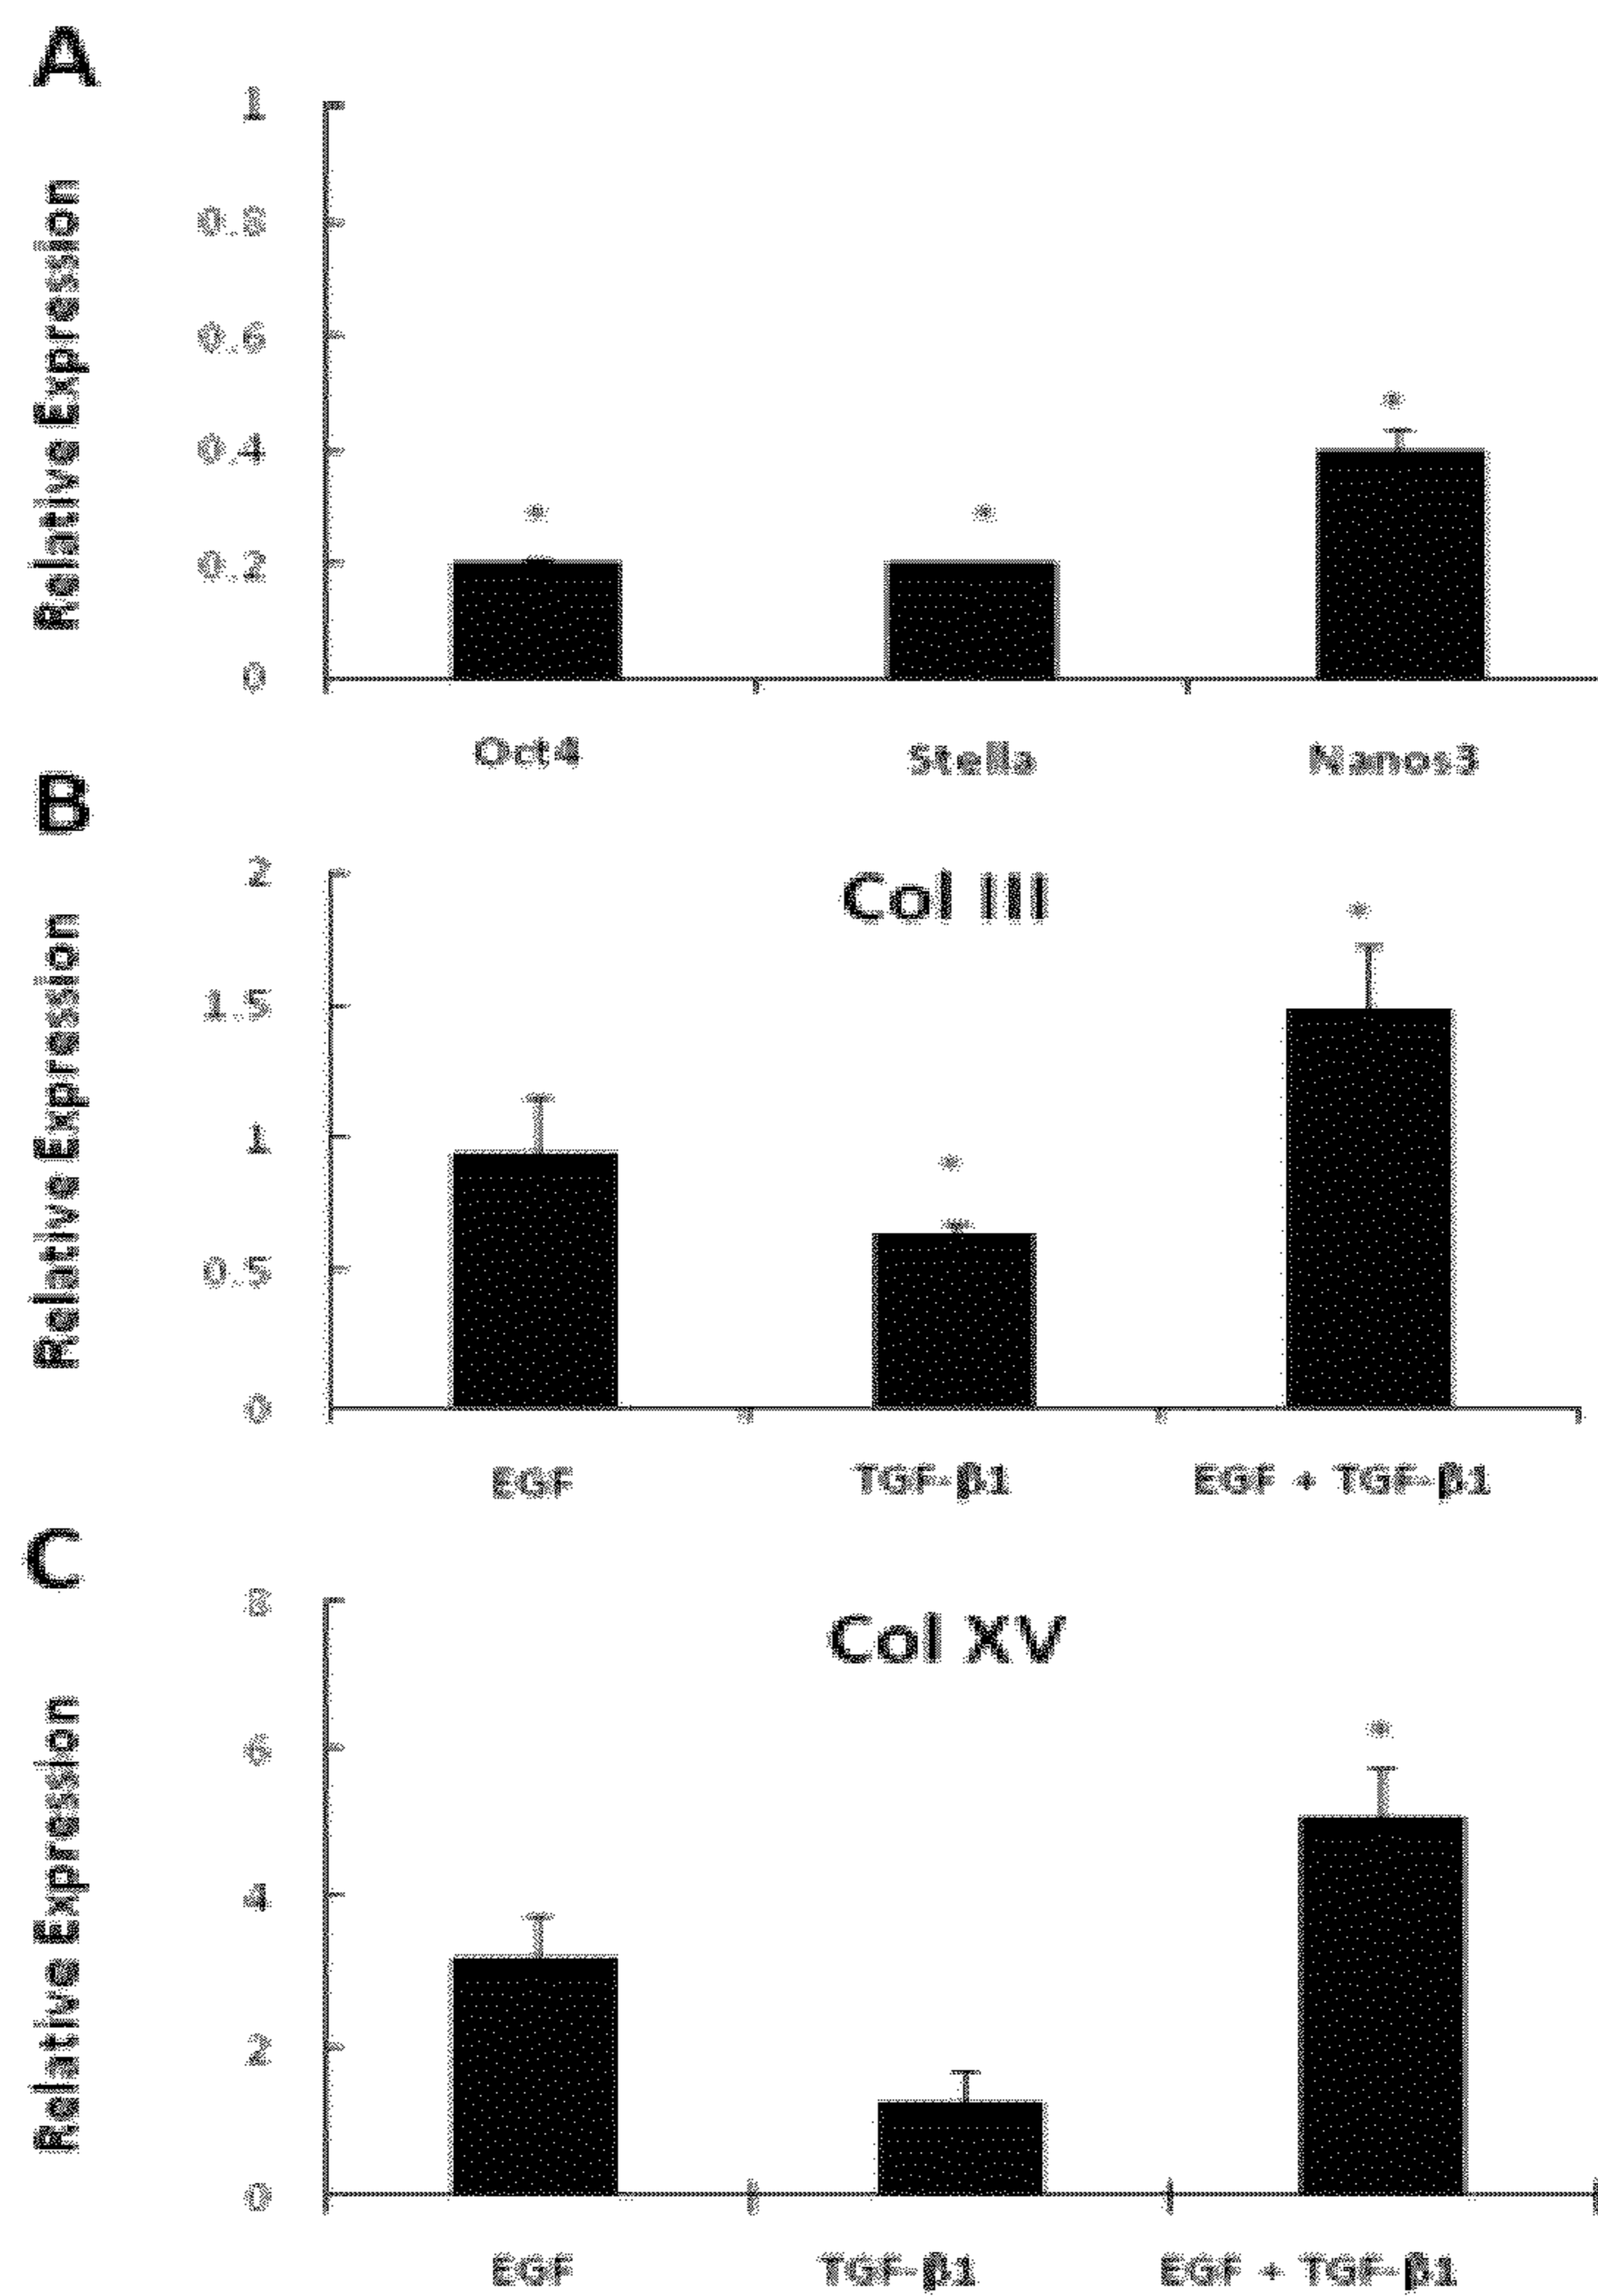 A
Relative Expression
1
0.8
0.6
0.4
0.2
0
*
*
*
Oct4 Stella Nanos3
B
Relative Expression
Col III
2
1.5
1
0.5
0
*
*
EGF TGF-β1 EGF + TGF-β1
C
Relative Expression
Col XV
8
6
4
2
0
*
EGF TGF-β1 EGF + TGF-β1